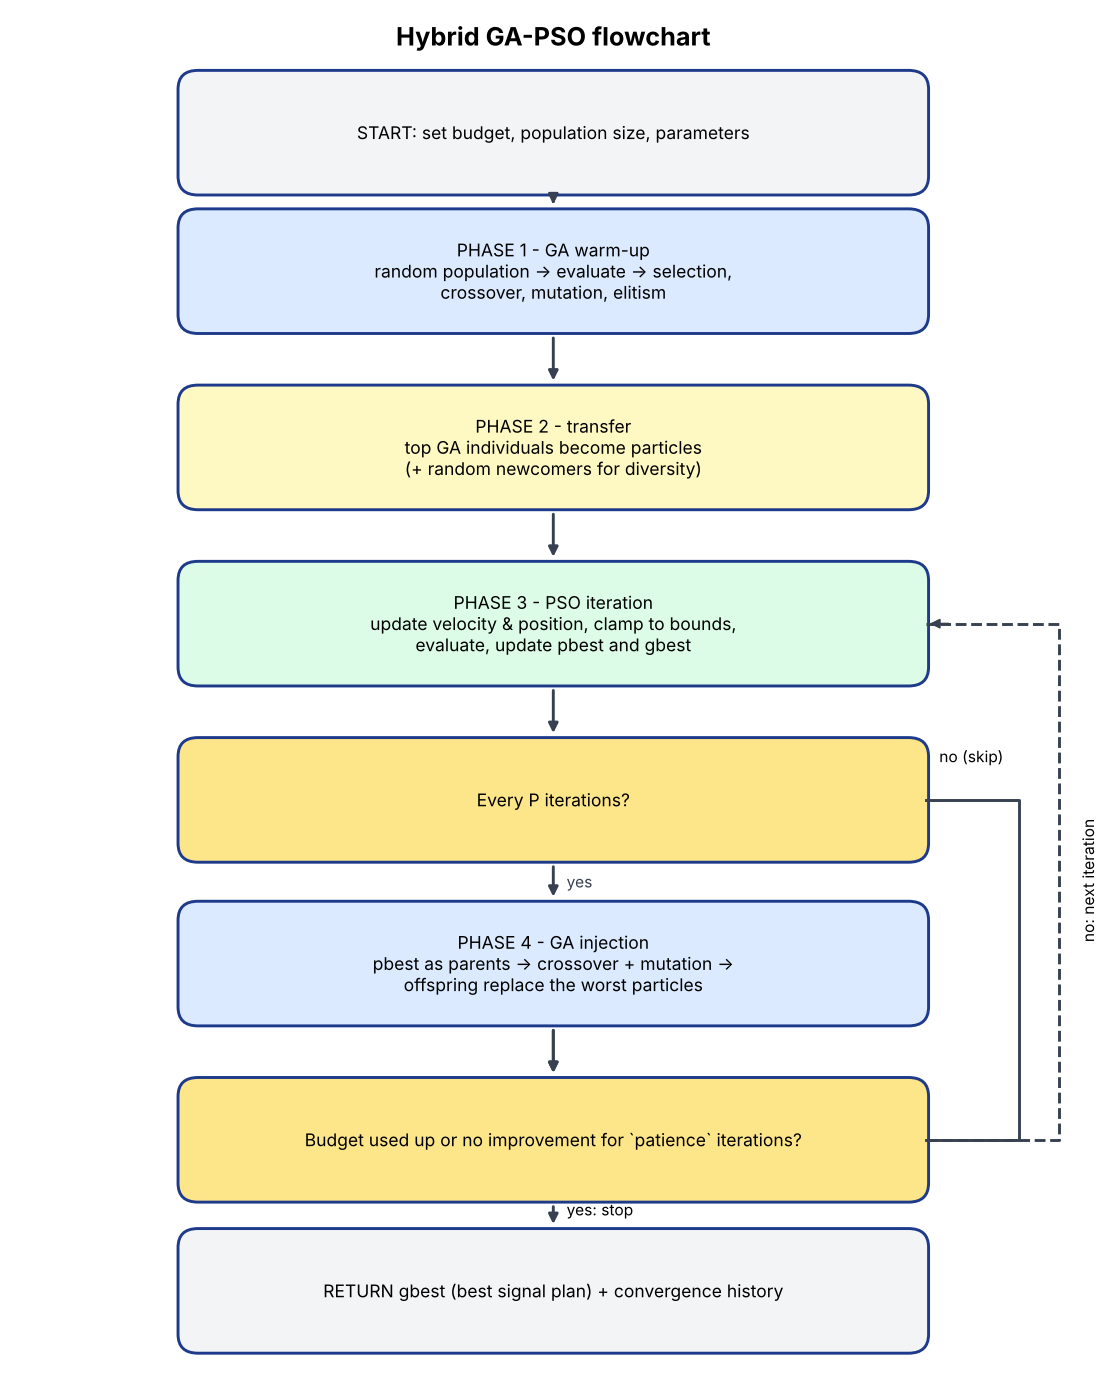 Hybrid GA-PSO flowchart
START: set budget, population size, parameters
PHASE 1 - GA warm-up
random population → evaluate → selection,
crossover, mutation, elitism
PHASE 2 - transfer
top GA individuals become particles
(+ random newcomers for diversity)
PHASE 3 - PSO iteration
update velocity & position, clamp to bounds,
evaluate, update pbest and gbest
no (skip)
Every P iterations?
yes
no: next iteration
PHASE 4 - GA injection
pbest as parents → crossover + mutation →
offspring replace the worst particles
Budget used up or no improvement for `patience` iterations?
yes: stop
RETURN gbest (best signal plan) + convergence history